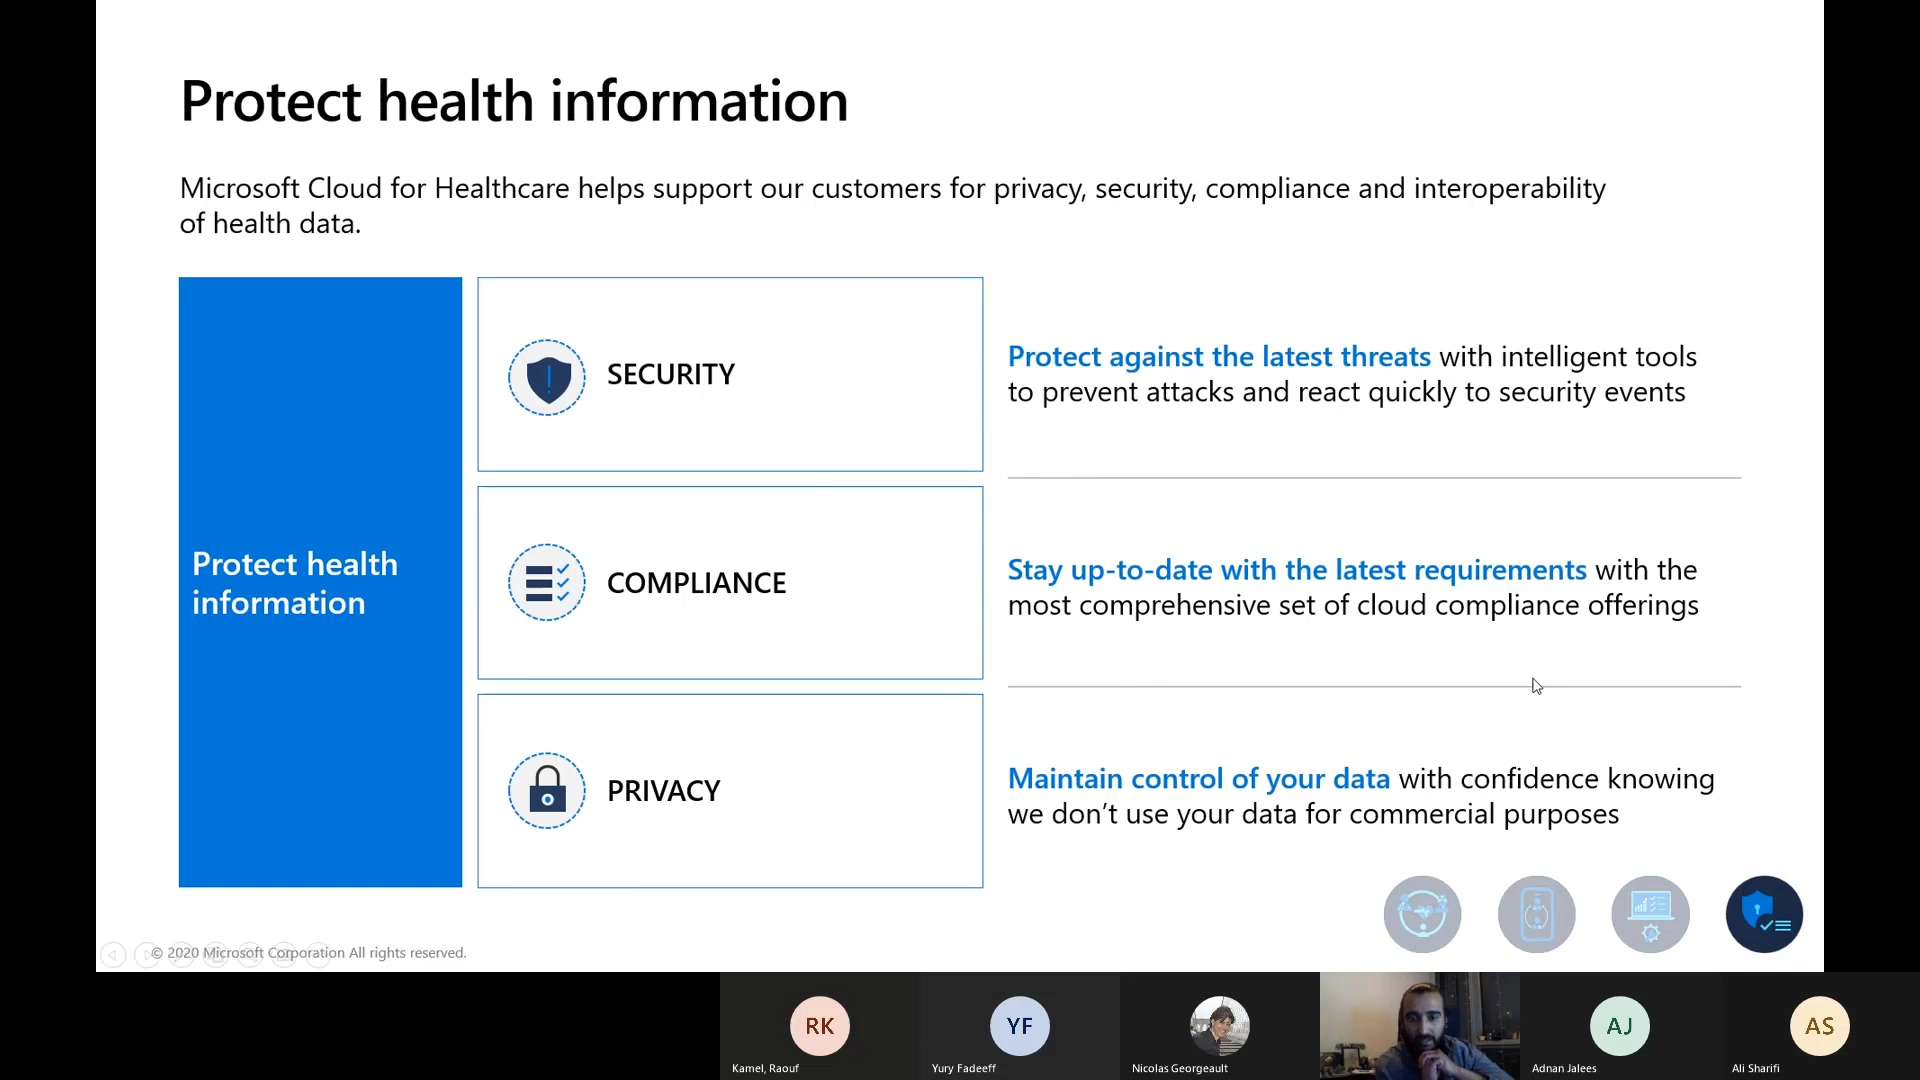 Protect health information
Microsoft Cloud for Healthcare helps support our customers for privacy, security, compliance and interoperability
of health data.
Protect health
information
SECURITY
Protect against the latest threats with intelligent tools
to prevent attacks and react quickly to security events
COMPLIANCE
Stay up-to-date with the latest requirements with the
most comprehensive set of cloud compliance offerings
PRIVACY
Maintain control of your data with confidence knowing
we don’t use your data for commercial purposes
© 2020 Microsoft Corporation All rights reserved.
RK
YF
AJ
AS
Kamel, Raouf
Yury Fadeeff
Nicolas Georgeault
Adnan Jalees
Ali Sharifi